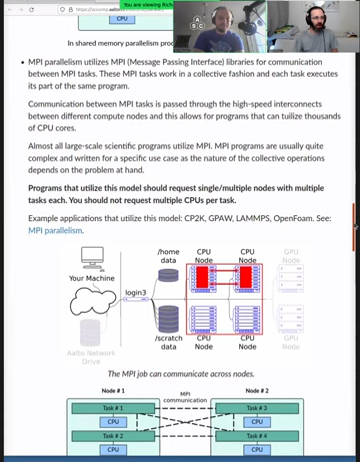 You are viewing Rich
https://scicomp.aalto
CPU
In shared memory parallelism proc
A
S C
• MPI parallelism utilizes MPI (Message Passing Interface) libraries for communication
between MPI tasks. These MPI tasks work in a collective fashion and each task executes
its part of the same program.
Communication between MPI tasks is passed through the high-speed interconnects
between different compute nodes and this allows for programs that can tuilize thousands
of CPU cores.
Almost all large-scale scientific programs utilize MPI. MPI programs are usually quite
complex and written for a specific use case as the nature of the collective operations
depends on the problem at hand.
Programs that utilize this model should request single/multiple nodes with multiple
tasks each. You should not request multiple CPUs per task.
Example applications that utilize this model: CP2K, GPAW, LAMMPS, OpenFoam. See:
MPI parallelism.
/home
data
CPU
Node
CPU
Node
GPU
Node
Your Machine
login3
Aalto Network
Drive
/scratch
data
CPU
Node
CPU
Node
GPU
Node
The MPI job can communicate across nodes.
Node # 1
MPI
communication
Node # 2
Task # 1
Task # 3
CPU
CPU
Task # 2
Task # 4
CPU
CPU